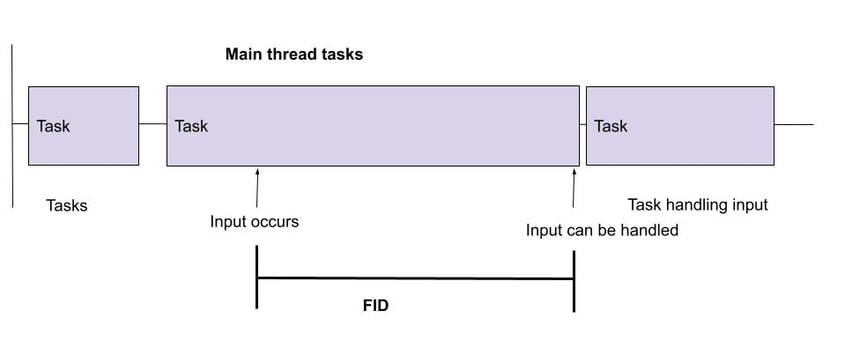 Main thread tasks
Task
Task
Task
Tasks
Input occurs
Task handling input
Input can be handled
FID